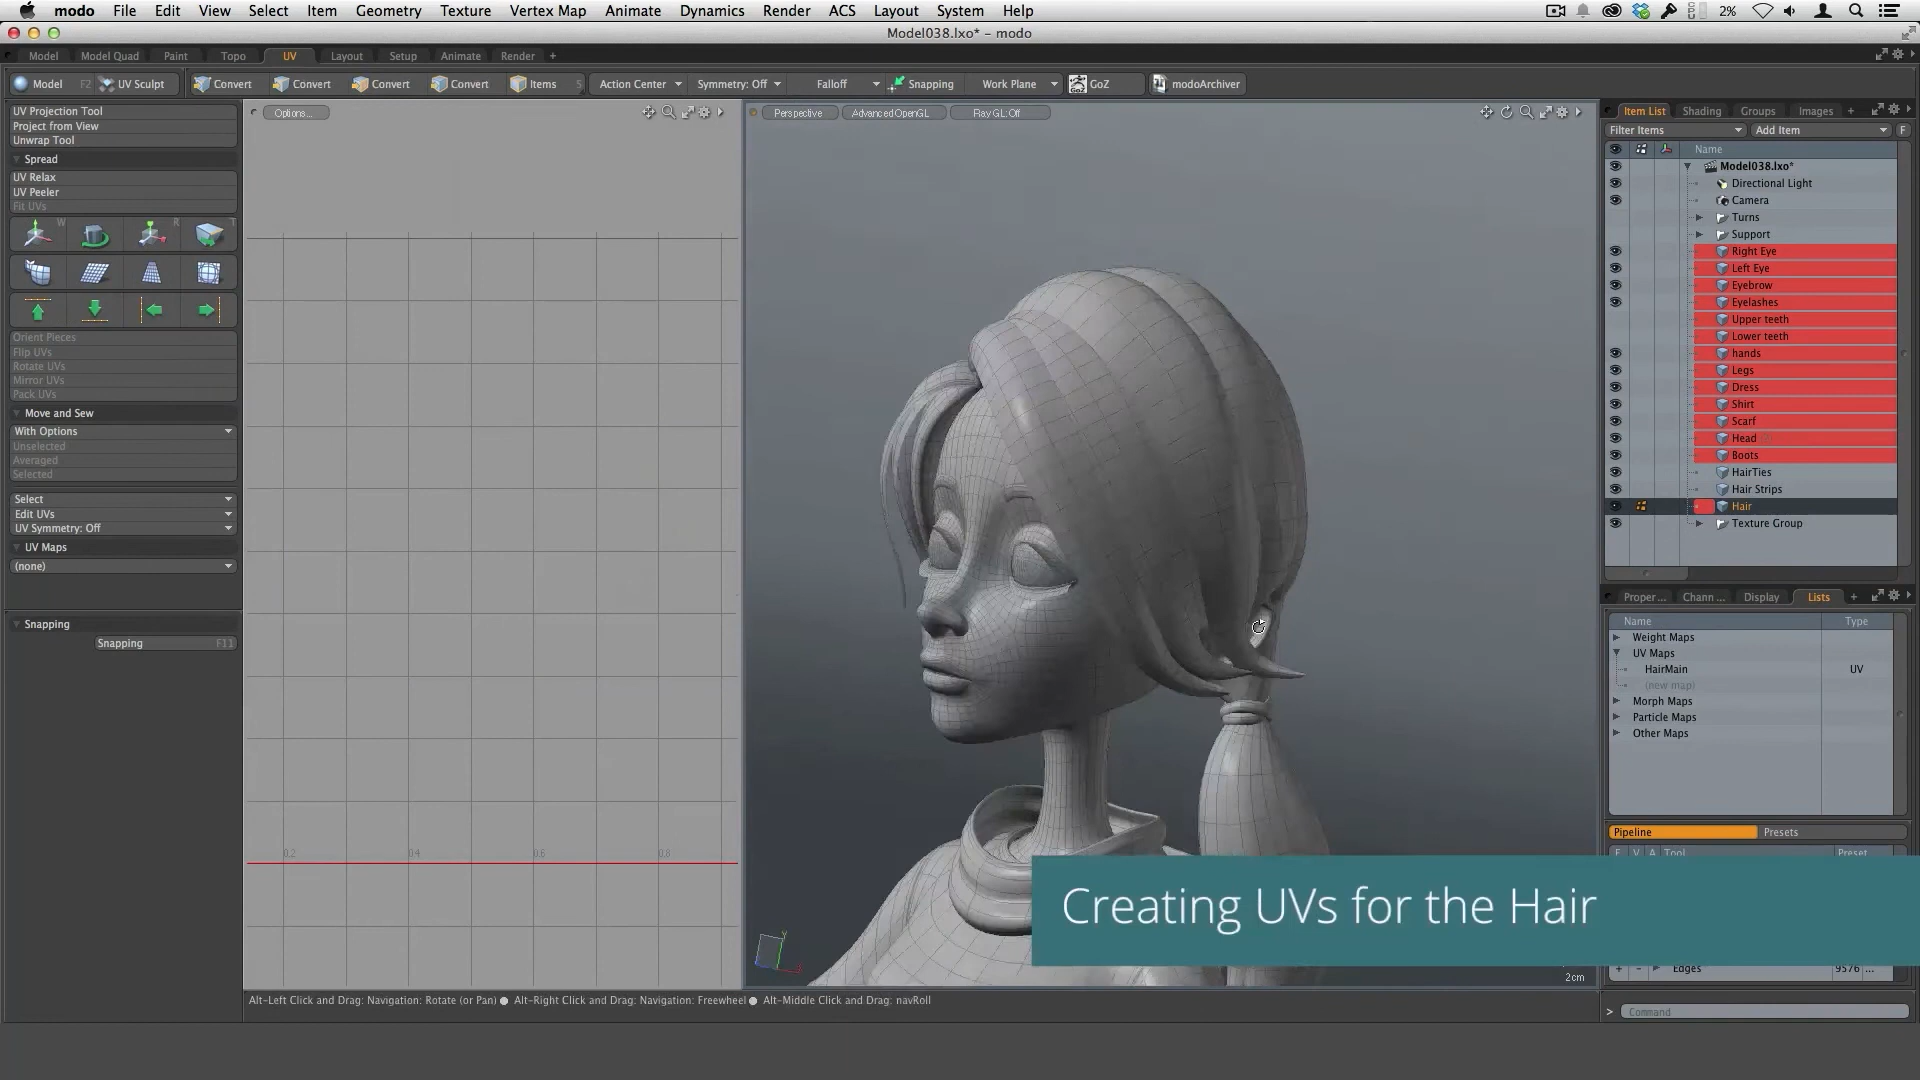 modo File Edit View Select Item Geometry Texture Vertex Map Animate Dynamics Render ACS Layout System Help 2%
Model038.lxo* - modo
Model Model Quad Paint Topo UV Layout Setup Animate Render +
Model F2 UV Sculpt Convert Convert Convert Convert Items 5 Action Center Symmetry: Off Falloff Snapping Work Plane GoZ modoArchiver
UV Projection Tool
Project from View
Unwrap Tool
Spread
UV Relax
UV Peeler
Fit UVs
W R T
Orient Pieces
Flip UVs
Rotate UVs
Mirror UVs
Pack UVs
Move and Sew
With Options
Unselected
Averaged
Selected
Select
Edit UVs
UV Symmetry: Off
UV Maps
(none)
Snapping
Snapping F11
Options...
0.2 0.4 0.6 0.8
Perspective Advanced OpenGL Ray GL: Off
2cm
Creating UVs for the Hair
Alt-Left Click and Drag: Navigation: Rotate (or Pan) ● Alt-Right Click and Drag: Navigation: Freewheel ● Alt-Middle Click and Drag: navRoll
Item List Shading Groups Images +
Filter Items Add Item F
Name
Model038.lxo*
Directional Light
Camera
Turns
Support
Right Eye
Left Eye
Eyebrow
Eyelashes
Upper teeth
Lower teeth
hands
Legs
Dress
Shirt
Scarf
Head
Boots
HairTies
Hair Strips
Hair
Texture Group
Proper... Chann... Display Lists +
Name Type
Weight Maps
UV Maps
HairMain UV
(new map)
Morph Maps
Particle Maps
Other Maps
Pipeline Presets
E V A Tool Preset
+ - Edges 9576 ...
> Command